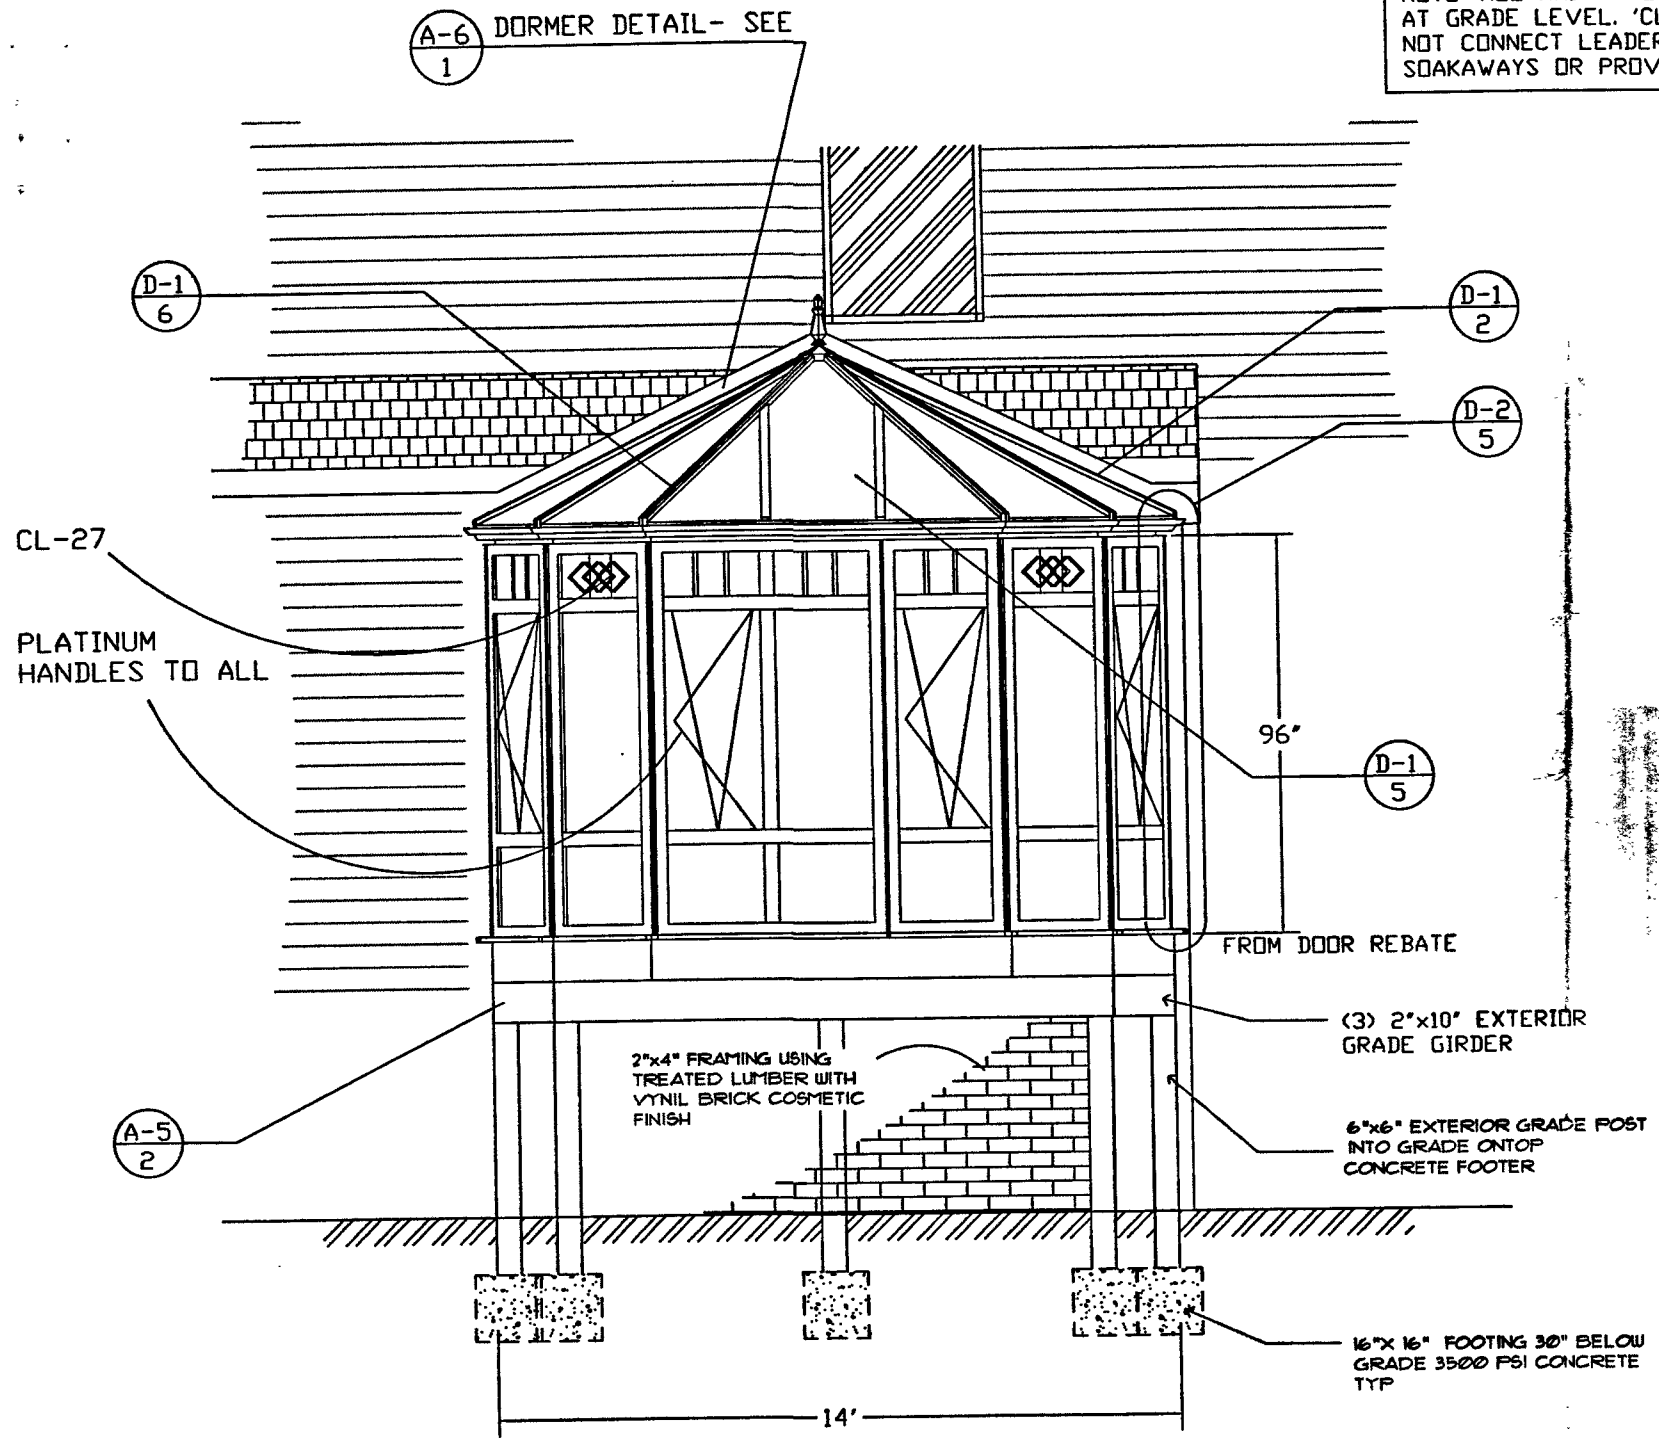 A-6
1
DORMER DETAIL- SEE
AT GRADE LEVEL.
NOT CONNECT LEADER
SOAKAWAYS OR
D-1
6
D-1
2
D-2
5
CL-27
PLATINUM
HANDLES TO ALL
96"
D-1
5
FROM DOOR REBATE
(3) 2"x10" EXTERIOR
GRADE GIRDER
2"x4" FRAMING USING
TREATED LUMBER WITH
VYNIL BRICK COSMETIC
FINISH
A-5
2
6"x6" EXTERIOR GRADE POST
INTO GRADE ONTOP
CONCRETE FOOTER
16"X 16" FOOTING 30" BELOW
GRADE 3500 PSI CONCRETE
TYP
14'